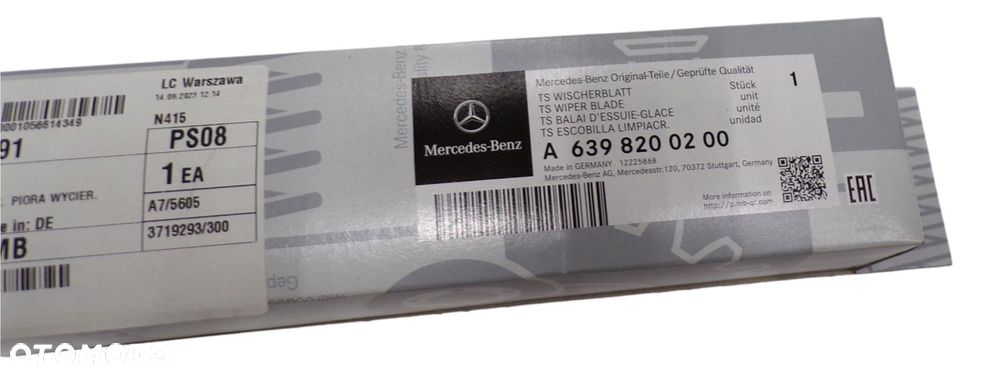 LC Warszawa
14.08.2023 12:14
N415
0001056614349
91
PS08
1 EA
. PIORA WYCIER.
A7/5605
e in: DE
3719293/300
MB
Mercedes-Benz
Mercedes-Benz
Mercedes-Benz Original-Teile/Geprüfte Qualität
TS WISCHERBLATT Stück
TS WIPER BLADE unit
TS BALAI D'ESSUIE-GLACE unité
TS ESCOBILLA LIMPIACR. unidad
1
A 639 820 02 00
Made in GERMANY 12225868
Mercedes-Benz AG, Mercedesstr.120, 70372 Stuttgart, Germany
More information on
http://p.mb-qr.com
EAC
OTOMOTO